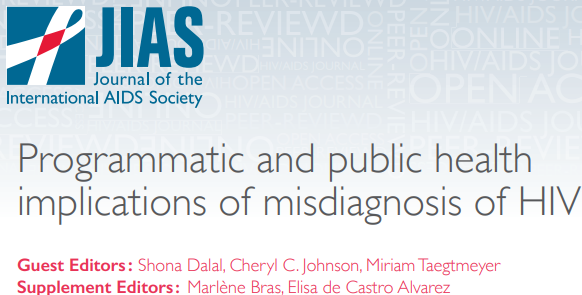 JIAS
Journal of the
International AIDS Society
Programmatic and public health
implications of misdiagnosis of HIV
Guest Editors: Shona Dalal, Cheryl C. Johnson, Miriam Taegtmeyer
Supplement Editors: Marlène Bras, Elisa de Castro Alvarez